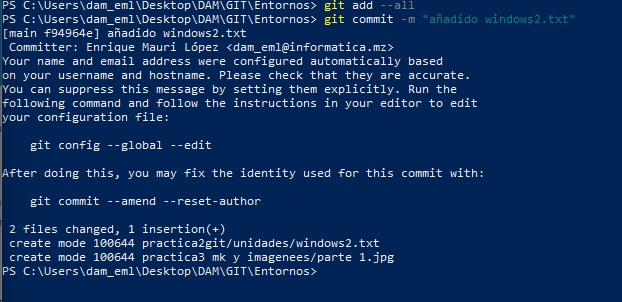 PS C:\Users\dam_eml\Desktop\DAM\GIT\Entornos> git add --all
PS C:\Users\dam_eml\Desktop\DAM\GIT\Entornos> git commit -m "añadido windows2.txt"
[main f94964e] añadido windows2.txt
 Committer: Enrique Mauri López <dam_eml@informatica.mz>
Your name and email address were configured automatically based
on your username and hostname. Please check that they are accurate.
You can suppress this message by setting them explicitly. Run the
following command and follow the instructions in your editor to edit
your configuration file:

    git config --global --edit

After doing this, you may fix the identity used for this commit with:

    git commit --amend --reset-author

 2 files changed, 1 insertion(+)
 create mode 100644 practica2git/unidades/windows2.txt
 create mode 100644 practica3 mk y imagenees/parte 1.jpg
PS C:\Users\dam_eml\Desktop\DAM\GIT\Entornos>